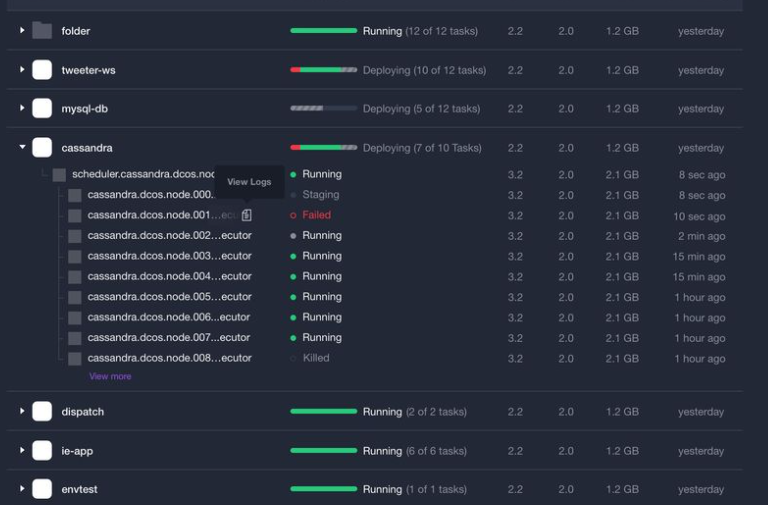 folder Running (12 of 12 tasks) 2.2 2.0 1.2 GB yesterday
tweeter-ws Deploying (10 of 12 tasks) 2.2 2.0 1.2 GB yesterday
mysql-db Deploying (5 of 12 tasks) 2.2 2.0 1.2 GB yesterday
cassandra Deploying (7 of 10 Tasks) 2.2 2.0 1.2 GB yesterday
scheduler.cassandra.dcos.noc Running 3.2 2.0 2.1 GB 8 sec ago
View Logs
cassandra.dcos.node.000. Staging 3.2 2.0 2.1 GB 8 sec ago
cassandra.dcos.node.001...ecu Failed 3.2 2.0 2.1 GB 10 sec ago
cassandra.dcos.node.002...ecutor Running 3.2 2.0 2.1 GB 2 min ago
cassandra.dcos.node.003...ecutor Running 3.2 2.0 2.1 GB 15 min ago
cassandra.dcos.node.004...ecutor Running 3.2 2.0 2.1 GB 15 min ago
cassandra.dcos.node.005...ecutor Running 3.2 2.0 2.1 GB 1 hour ago
cassandra.dcos.node.006...ecutor Running 3.2 2.0 2.1 GB 1 hour ago
cassandra.dcos.node.007...ecutor Running 3.2 2.0 2.1 GB 1 hour ago
cassandra.dcos.node.008...ecutor Killed 3.2 2.0 2.1 GB 1 hour ago
View more
dispatch Running (2 of 2 tasks) 2.2 2.0 1.2 GB yesterday
ie-app Running (6 of 6 tasks) 2.2 2.0 1.2 GB yesterday
envtest Running (1 of 1 tasks) 2.2 2.0 1.2 GB yesterday